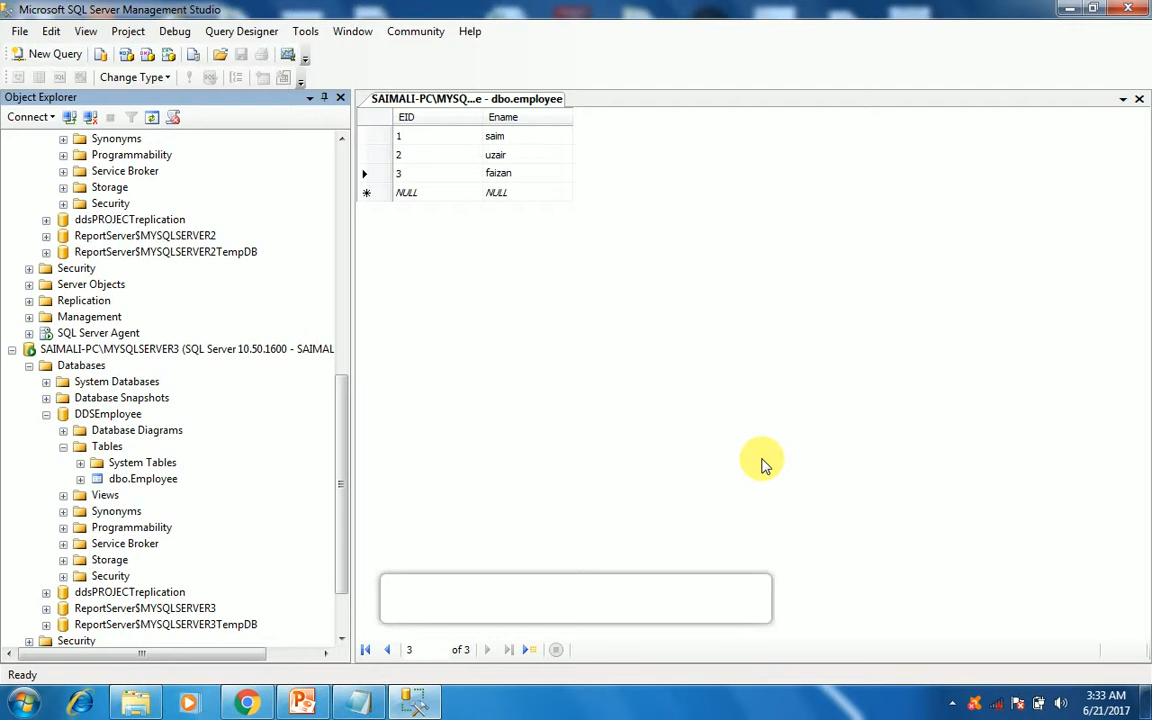 Microsoft SQL Server Management Studio
File Edit View Project Debug Query Designer Tools Window Community Help
New Query
Change Type
Object Explorer
SAIMALI-PC\MYSQ...e - dbo.employee
Connect
EID Ename
Synonyms
1 saim
Programmability
2 uzair
Service Broker
3 faizan
Storage
NULL NULL
Security
ddsPROJECTreplication
ReportServer$MYSQLSERVER2
ReportServer$MYSQLSERVER2TempDB
Security
Server Objects
Replication
Management
SQL Server Agent
SAIMALI-PC\MYSQLSERVER3 (SQL Server 10.50.1600 - SAIMAL
Databases
System Databases
Database Snapshots
DDSEmployee
Database Diagrams
Tables
System Tables
dbo.Employee
Views
Synonyms
Programmability
Service Broker
Storage
Security
ddsPROJECTreplication
ReportServer$MYSQLSERVER3
ReportServer$MYSQLSERVER3TempDB
Security
3 of 3
Ready
3:33 AM
6/21/2017